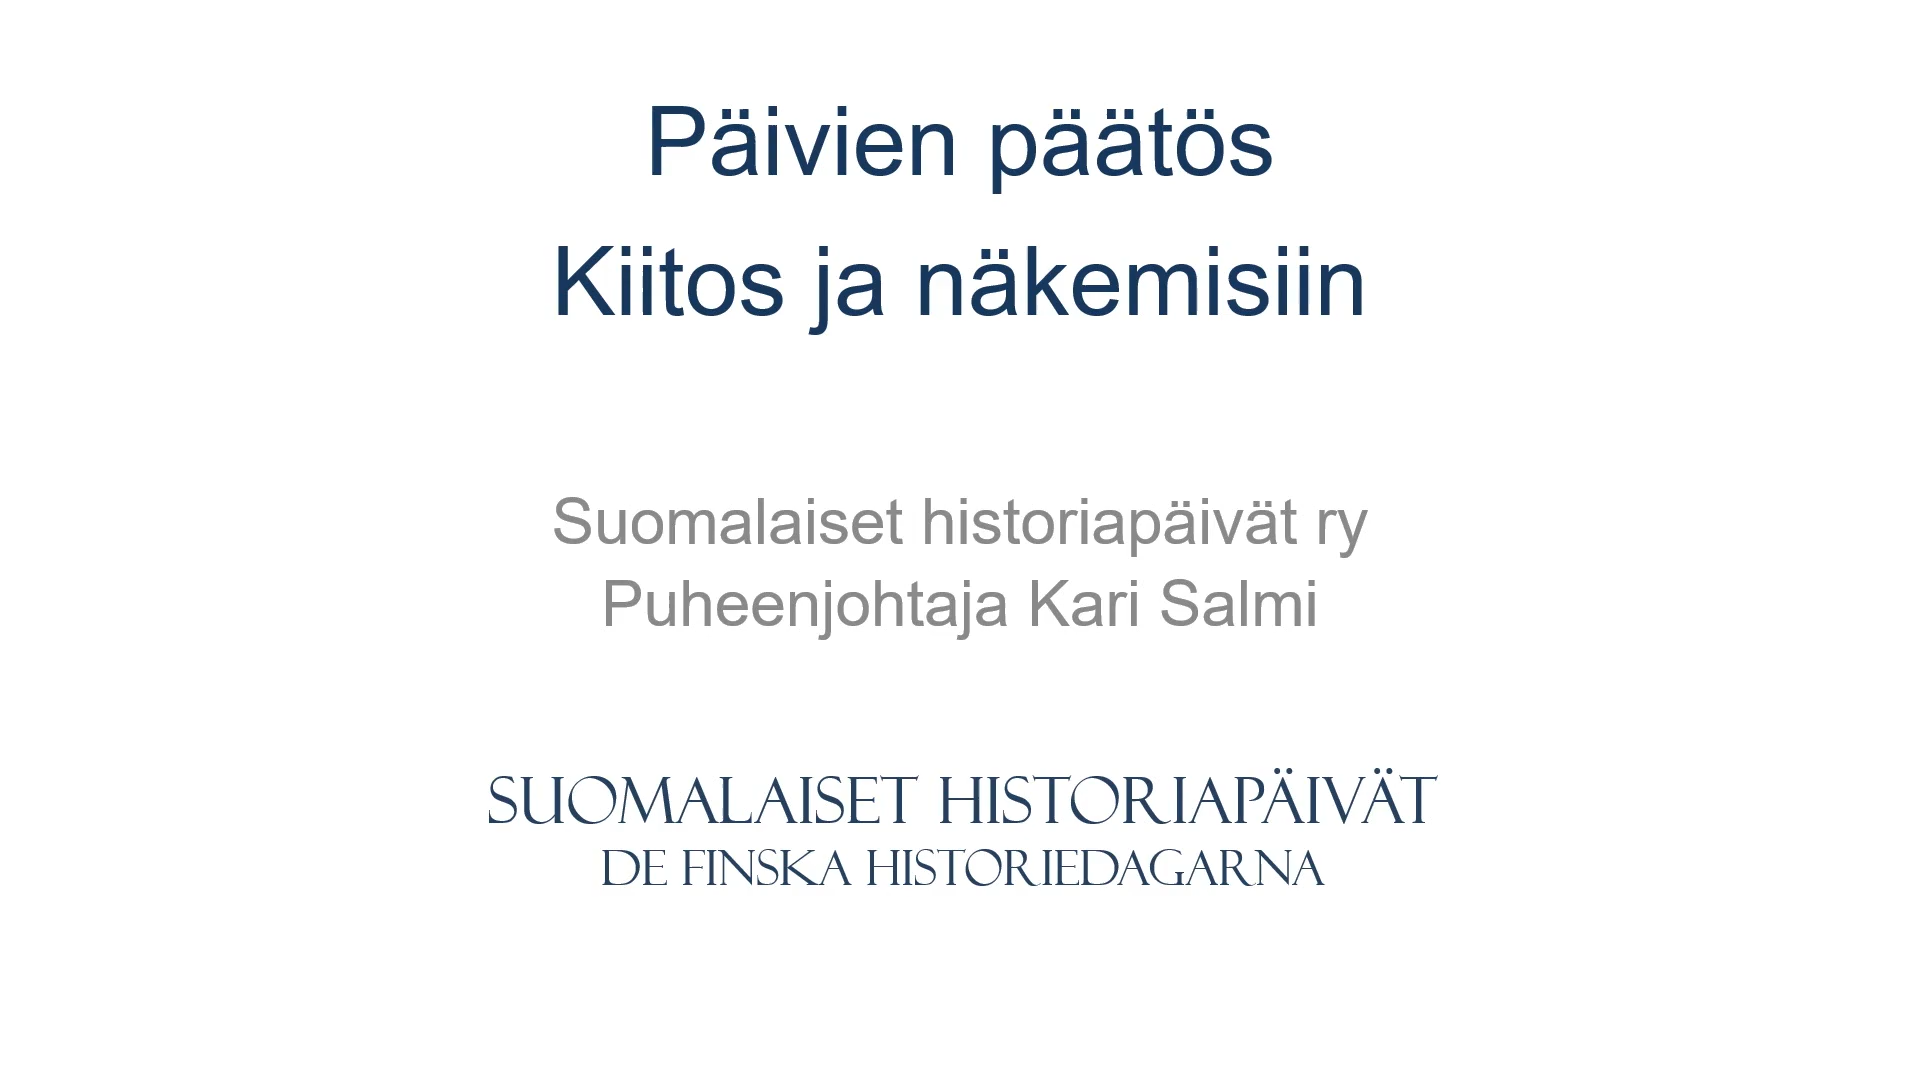 Päivien päätös
Kiitos ja näkemisiin
Suomalaiset historiapäivät ry
Puheenjohtaja Kari Salmi
SUOMALAISET HISTORIAPÄIVÄT
DE FINSKA HISTORIEDAGARNA